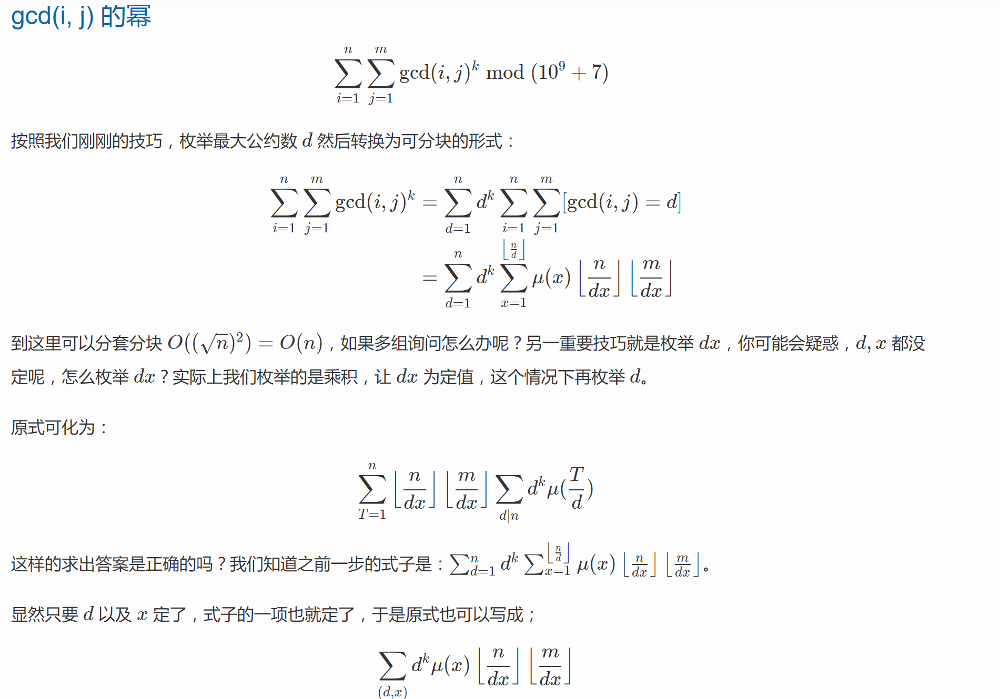 gcd(i, j) 的幂
$$\sum_{i=1}^{n}\sum_{j=1}^{m}\gcd(i,j)^k \bmod (10^9+7)$$
按照我们刚刚的技巧，枚举最大公约数 $d$ 然后转换为可分块的形式：
$$\sum_{i=1}^{n}\sum_{j=1}^{m}\gcd(i,j)^k = \sum_{d=1}^{n}d^k\sum_{i=1}^{n}\sum_{j=1}^{m}[\gcd(i,j)=d]$$
$$= \sum_{d=1}^{n}d^k\sum_{x=1}^{\lfloor\frac{n}{d}\rfloor}\mu(x)\left\lfloor\frac{n}{dx}\right\rfloor\left\lfloor\frac{m}{dx}\right\rfloor$$
到这里可以分套分块 $O((\sqrt{n})^2)=O(n)$，如果多组询问怎么办呢？另一重要技巧就是枚举 $dx$，你可能会疑惑，$d,x$ 都没
定呢，怎么枚举 $dx$？实际上我们枚举的是乘积，让 $dx$ 为定值，这个情况下再枚举 $d$。
原式可化为：
$$\sum_{T=1}^{n}\left\lfloor\frac{n}{dx}\right\rfloor\left\lfloor\frac{m}{dx}\right\rfloor\sum_{d|n}d^k\mu(\frac{T}{d})$$
这样的求出答案是正确的吗？我们知道之前一步的式子是：$\sum_{d=1}^{n}d^k\sum_{x=1}^{\lfloor\frac{n}{d}\rfloor}\mu(x)\left\lfloor\frac{n}{dx}\right\rfloor\left\lfloor\frac{m}{dx}\right\rfloor$。
显然只要 $d$ 以及 $x$ 定了，式子的一项也就定了，于是原式也可以写成；
$$\sum_{(d,x)}d^k\mu(x)\left\lfloor\frac{n}{dx}\right\rfloor\left\lfloor\frac{m}{dx}\right\rfloor$$